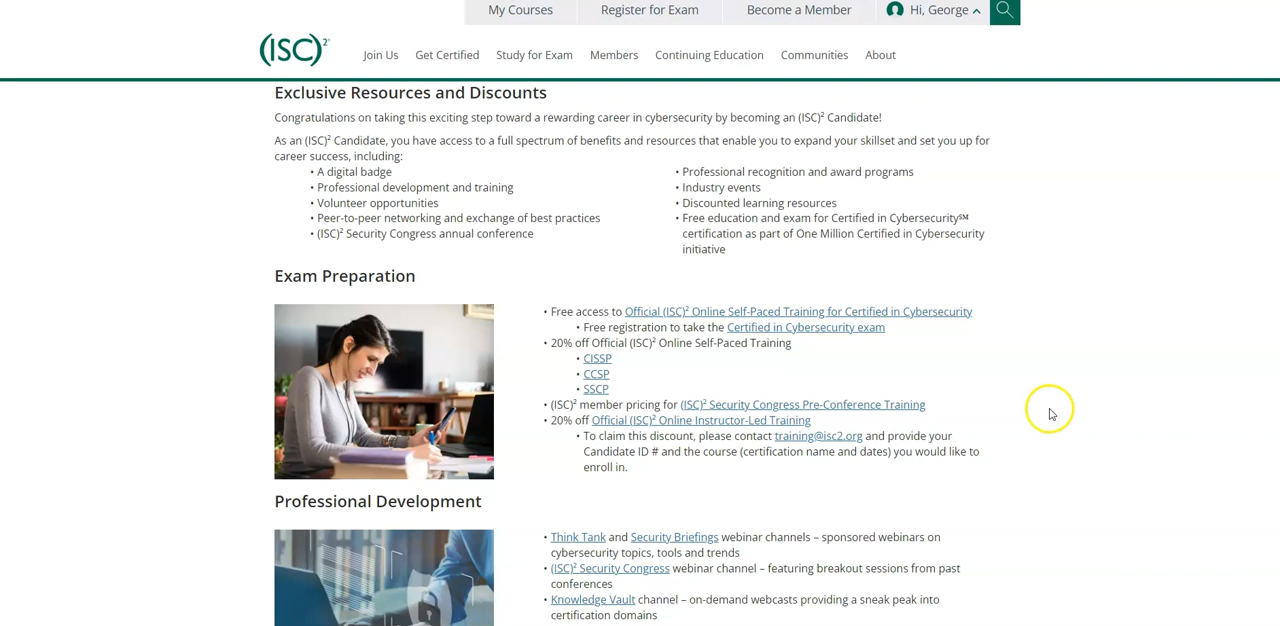 My Courses
Register for Exam
Become a Member
Hi, George
(ISC)²
Join Us
Get Certified
Study for Exam
Members
Continuing Education
Communities
About
Exclusive Resources and Discounts
Congratulations on taking this exciting step toward a rewarding career in cybersecurity by becoming an (ISC)² Candidate!
As an (ISC)² Candidate, you have access to a full spectrum of benefits and resources that enable you to expand your skillset and set you up for
career success, including:
• A digital badge
• Professional development and training
• Volunteer opportunities
• Peer-to-peer networking and exchange of best practices
• (ISC)² Security Congress annual conference
• Professional recognition and award programs
• Industry events
• Discounted learning resources
• Free education and exam for Certified in Cybersecurity℠
certification as part of One Million Certified in Cybersecurity
initiative
Exam Preparation
• Free access to Official (ISC)² Online Self-Paced Training for Certified in Cybersecurity
• Free registration to take the Certified in Cybersecurity exam
• 20% off Official (ISC)² Online Self-Paced Training
• CISSP
• CCSP
• SSCP
• (ISC)² member pricing for (ISC)² Security Congress Pre-Conference Training
• 20% off Official (ISC)² Online Instructor-Led Training
• To claim this discount, please contact training@isc2.org and provide your
Candidate ID # and the course (certification name and dates) you would like to
enroll in.
Professional Development
• Think Tank and Security Briefings webinar channels – sponsored webinars on
cybersecurity topics, tools and trends
• (ISC)² Security Congress webinar channel – featuring breakout sessions from past
conferences
• Knowledge Vault channel – on-demand webcasts providing a sneak peak into
certification domains